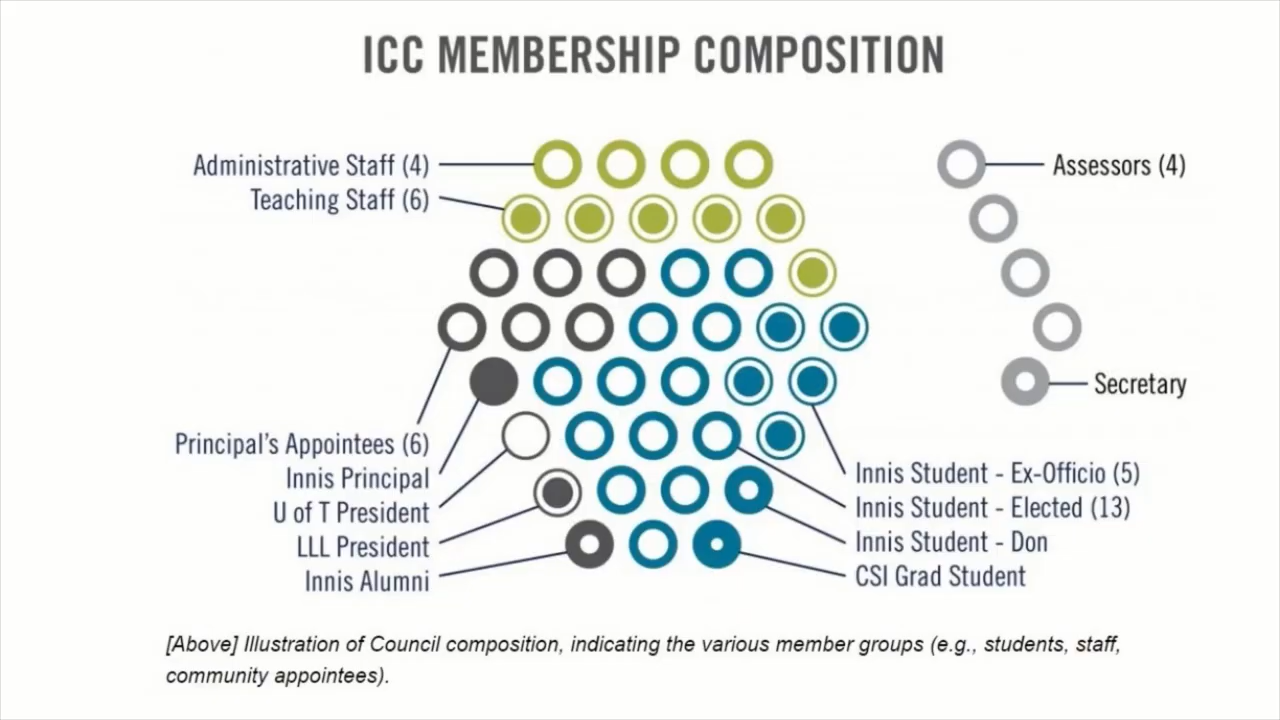 ICC MEMBERSHIP COMPOSITION
Administrative Staff (4)
Teaching Staff (6)
Assessors (4)
Secretary
Principal's Appointees (6)
Innis Principal
U of T President
LLL President
Innis Alumni
Innis Student - Ex-Officio (5)
Innis Student - Elected (13)
Innis Student - Don
CSI Grad Student
[Above] Illustration of Council composition, indicating the various member groups (e.g., students, staff,
community appointees).